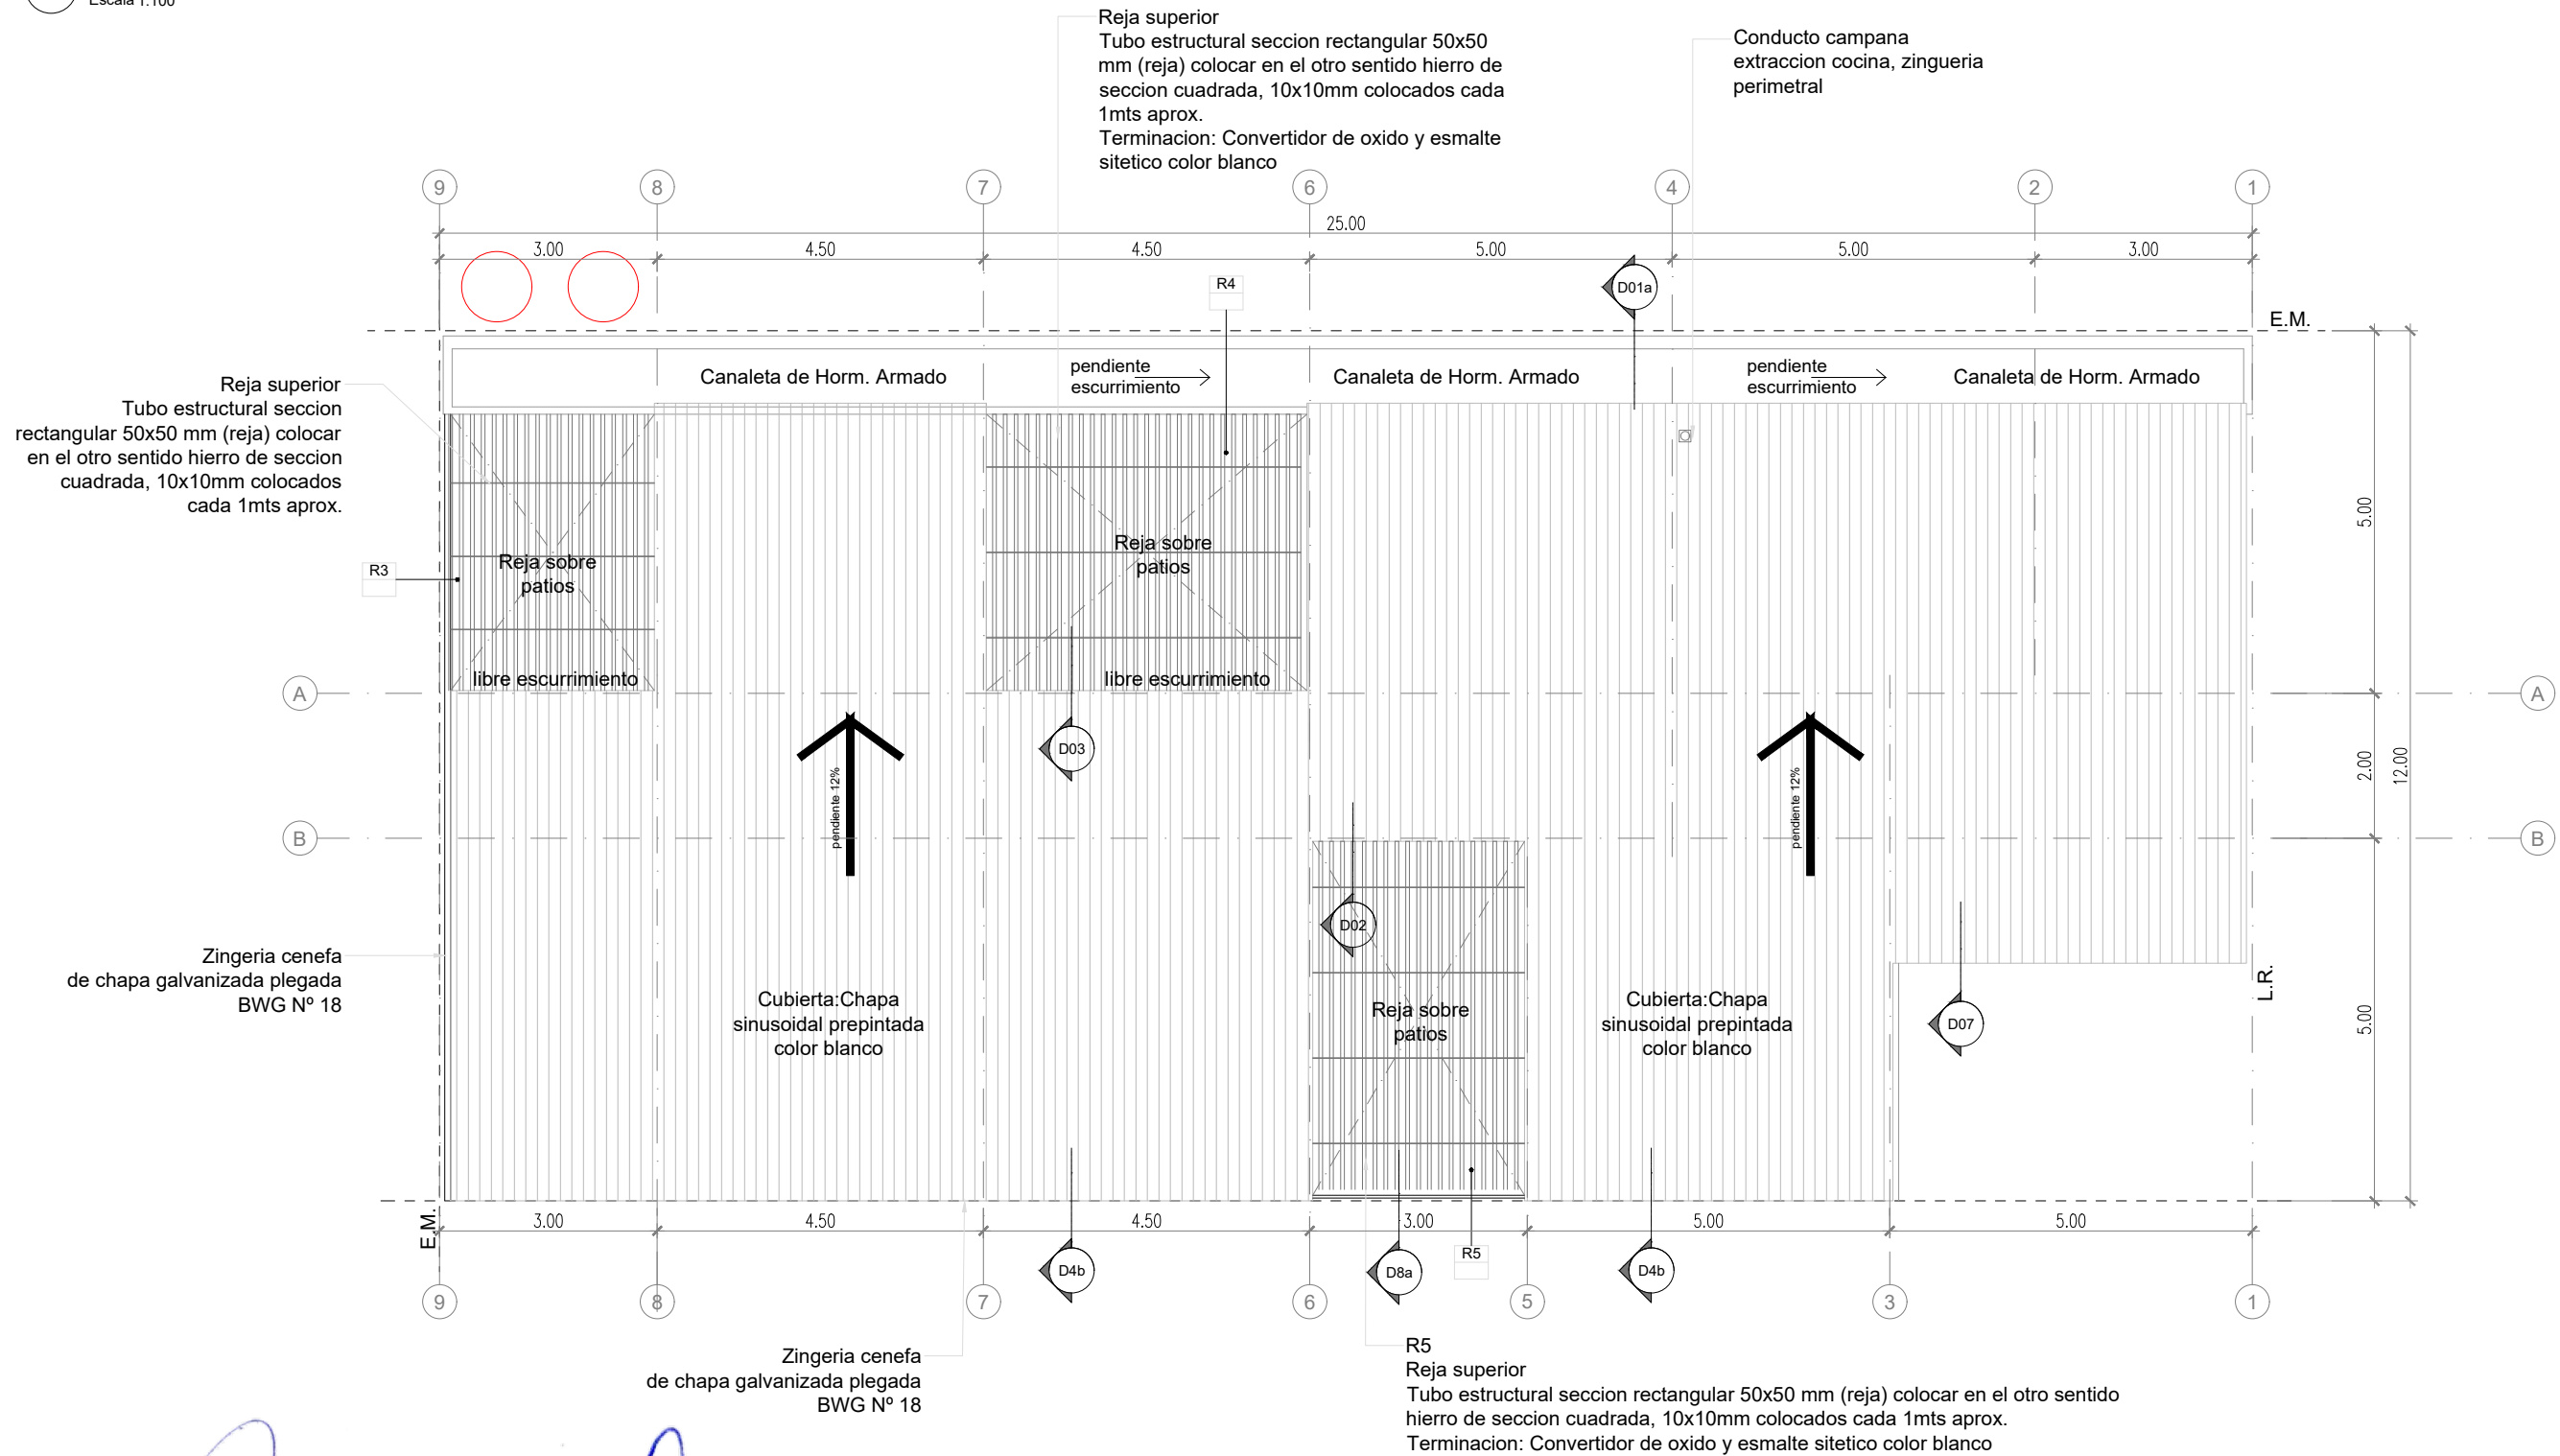 Escala 1:100
Reja superior
Tubo estructural seccion rectangular 50x50
mm (reja) colocar en el otro sentido hierro de
seccion cuadrada, 10x10mm colocados cada
1mts aprox.
Terminacion: Convertidor de oxido y esmalte
sitetico color blanco
Conducto campana
extraccion cocina, zingueria
perimetral
9
8
7
6
4
2
1
25.00
3.00
4.50
4.50
5.00
5.00
3.00
R4
D01a
E.M.
Canaleta de Horm. Armado
pendiente
escurrimiento
Canaleta de Horm. Armado
pendiente
escurrimiento
Canaleta de Horm. Armado
Reja superior
Tubo estructural seccion
rectangular 50x50 mm (reja) colocar
en el otro sentido hierro de seccion
cuadrada, 10x10mm colocados
cada 1mts aprox.
R3
Reja sobre
patios
Reja sobre
patios
5.00
libre escurrimiento
libre escurrimiento
A
A
D03
pendiente 12%
pendiente 12%
2.00
12.00
B
B
D02
Zingeria cenefa
de chapa galvanizada plegada
BWG Nº 18
Cubierta:Chapa
sinusoidal prepintada
color blanco
Reja sobre
patios
Cubierta:Chapa
sinusoidal prepintada
color blanco
D07
L.R.
5.00
E.M.
3.00
4.50
4.50
3.00
5.00
5.00
D4b
D8a
R5
D4b
9
8
7
6
5
3
1
Zingeria cenefa
de chapa galvanizada plegada
BWG Nº 18
R5
Reja superior
Tubo estructural seccion rectangular 50x50 mm (reja) colocar en el otro sentido
hierro de seccion cuadrada, 10x10mm colocados cada 1mts aprox.
Terminacion: Convertidor de oxido y esmalte sitetico color blanco